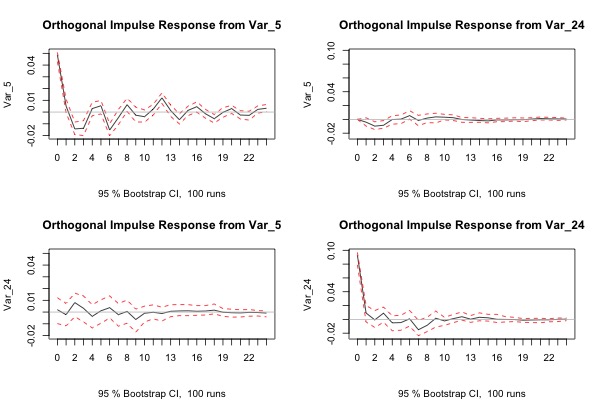 Orthogonal Impulse Response from Var_5
Var_5
0.04
0.01
-0.02
0 2 4 6 8 10 13 16 19 22
95 % Bootstrap CI, 100 runs
Orthogonal Impulse Response from Var_24
Var_5
0.10
0.04
-0.02
0 2 4 6 8 10 13 16 19 22
95 % Bootstrap CI, 100 runs
Orthogonal Impulse Response from Var_5
Var_24
0.04
0.01
-0.02
0 2 4 6 8 10 13 16 19 22
95 % Bootstrap CI, 100 runs
Orthogonal Impulse Response from Var_24
Var_24
0.10
0.04
-0.02
0 2 4 6 8 10 13 16 19 22
95 % Bootstrap CI, 100 runs